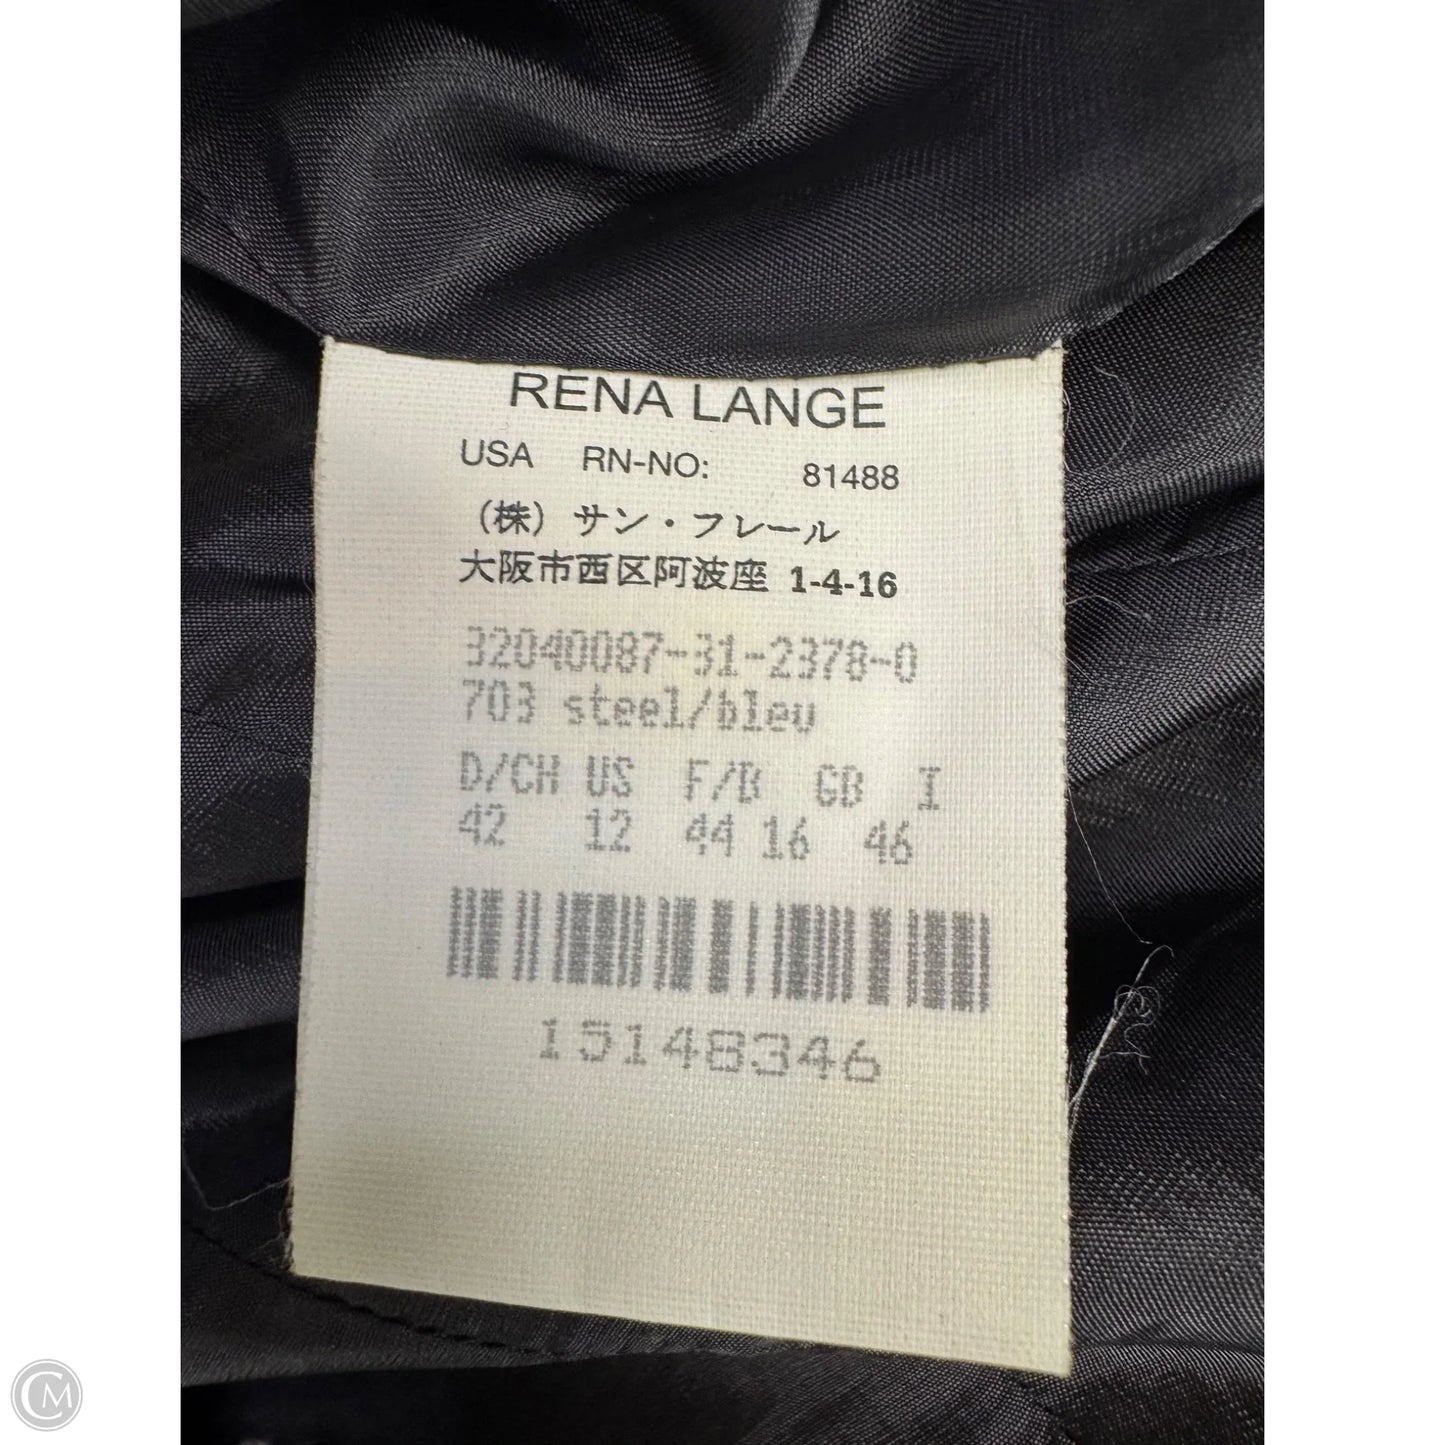 RENA LANGE
USA RN-NO: 81488
（株）サン・フレール
大阪市西区阿波座 1-4-16
32040087-31-2378-0
703 steel/bleu
D/CH US F/B GB I
42 12 44 16 46
15148346
CM